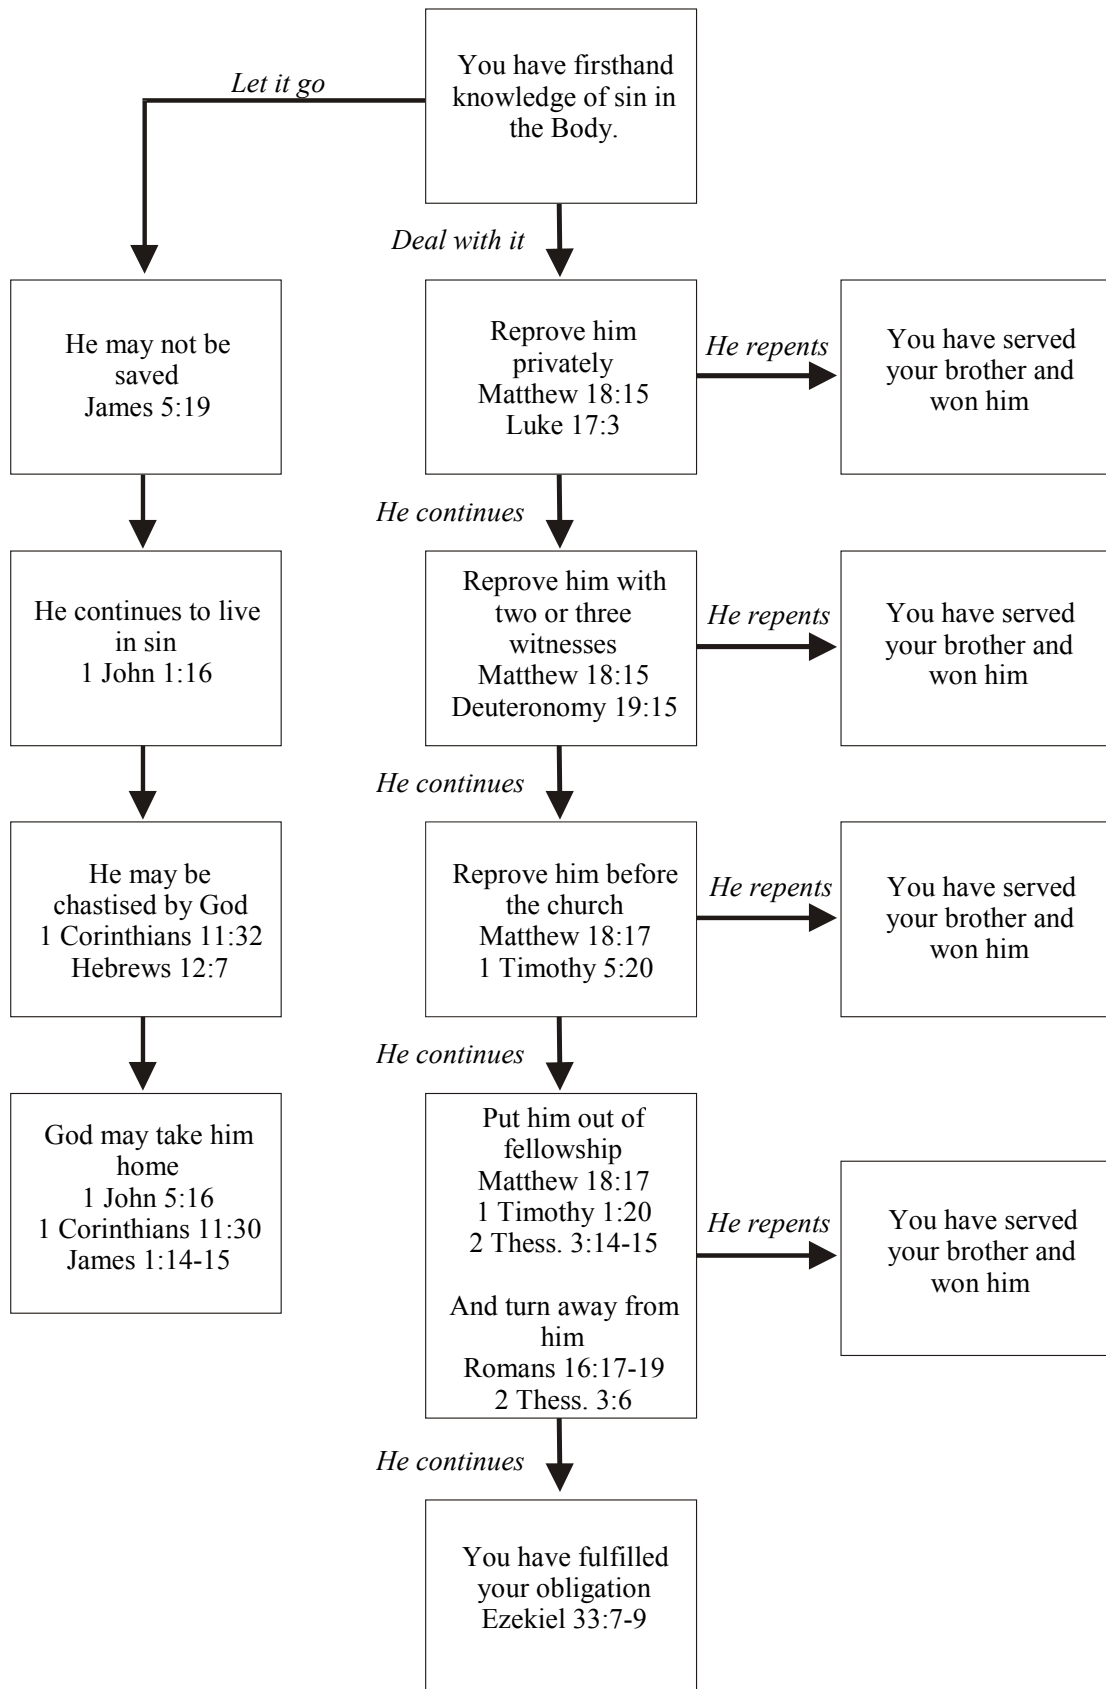 You have firsthand
knowledge of sin in
the Body.
Let it go
Deal with it
He may not be
saved
James 5:19
Reprove him
privately
Matthew 18:15
Luke 17:3
He repents
You have served
your brother and
won him
He continues
He continues to live
in sin
1 John 1:16
Reprove him with
two or three
witnesses
Matthew 18:15
Deuteronomy 19:15
He repents
You have served
your brother and
won him
He continues
He may be
chastised by God
1 Corinthians 11:32
Hebrews 12:7
Reprove him before
the church
Matthew 18:17
1 Timothy 5:20
He repents
You have served
your brother and
won him
He continues
God may take him
home
1 John 5:16
1 Corinthians 11:30
James 1:14-15
Put him out of
fellowship
Matthew 18:17
1 Timothy 1:20
2 Thess. 3:14-15
And turn away from
him
Romans 16:17-19
2 Thess. 3:6
He repents
You have served
your brother and
won him
He continues
You have fulfilled
your obligation
Ezekiel 33:7-9